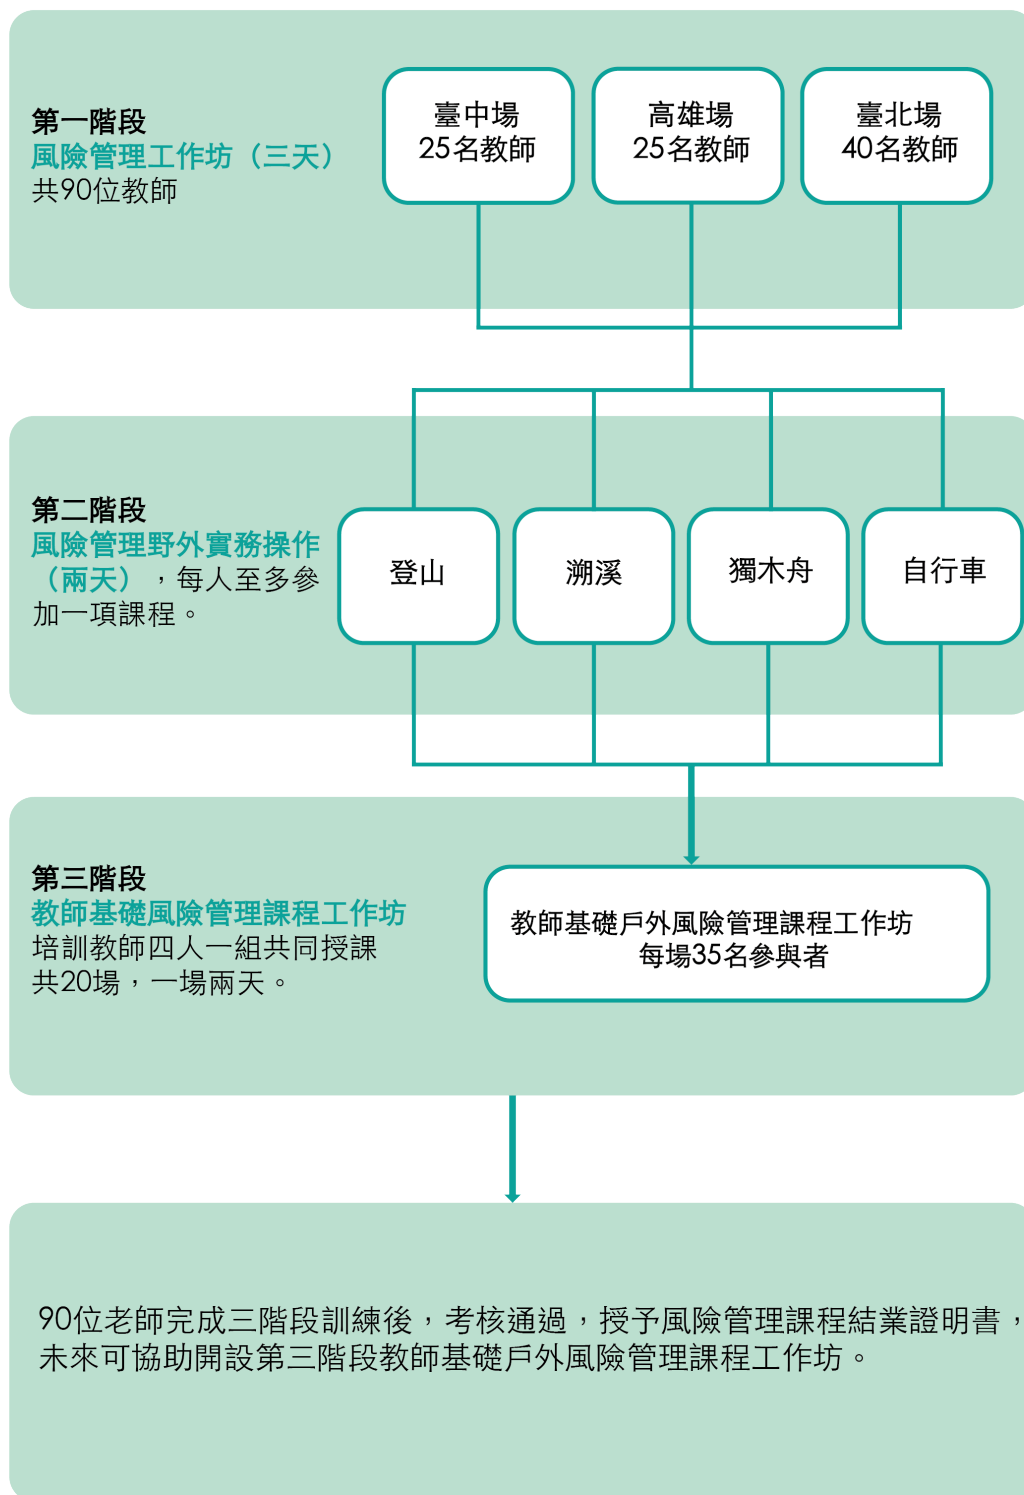 第一階段
風險管理工作坊（三天）
共90位教師
臺中場
25名教師
高雄場
25名教師
臺北場
40名教師
第二階段
風險管理野外實務操作
（兩天），每人至多參
加一項課程。
登山
溯溪
獨木舟
自行車
第三階段
教師基礎風險管理課程工作坊
培訓教師四人一組共同授課
共20場，一場兩天。
教師基礎戶外風險管理課程工作坊
每場35名參與者
90位老師完成三階段訓練後，考核通過，授予風險管理課程結業證明書，
未來可協助開設第三階段教師基礎戶外風險管理課程工作坊。